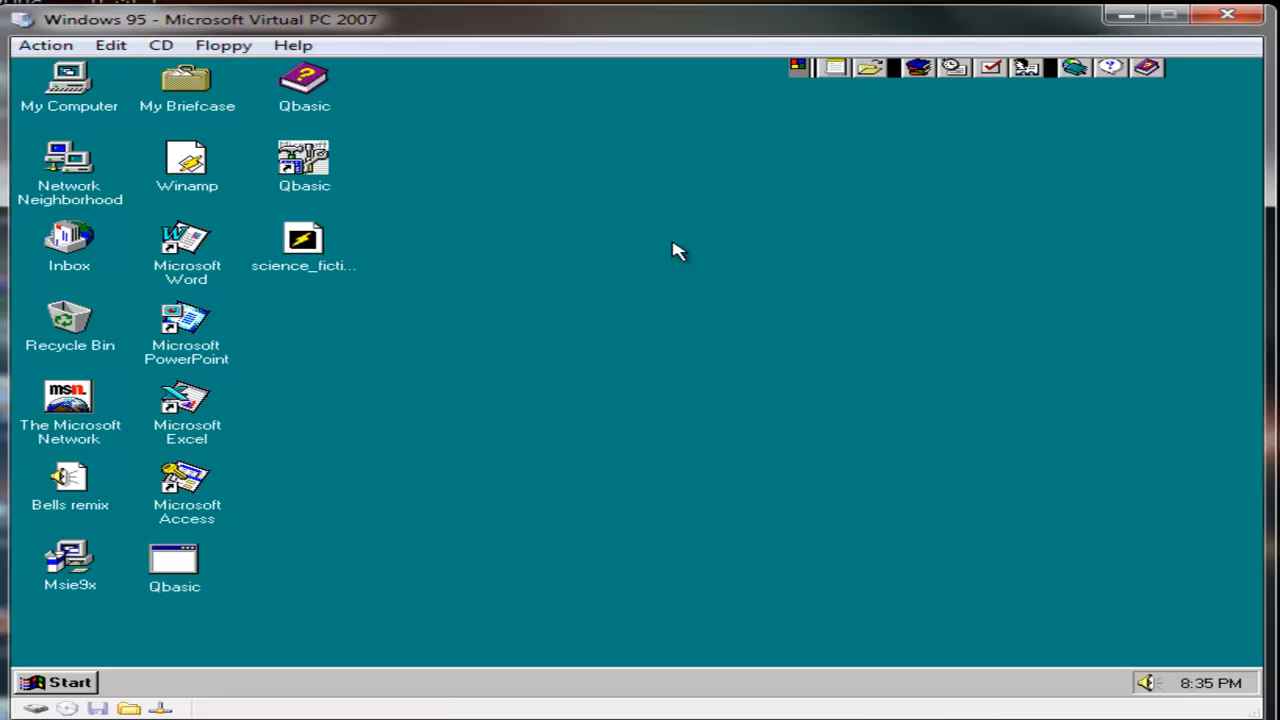 Windows 95 - Microsoft Virtual PC 2007
Action Edit CD Floppy Help
My Computer
My Briefcase
Qbasic
Network
Neighborhood
Winamp
Qbasic
Inbox
Microsoft
Word
science_ficti...
Recycle Bin
Microsoft
PowerPoint
msn.
The Microsoft
Network
Microsoft
Excel
Bells remix
Microsoft
Access
Msie9x
Qbasic
Start
8:35 PM